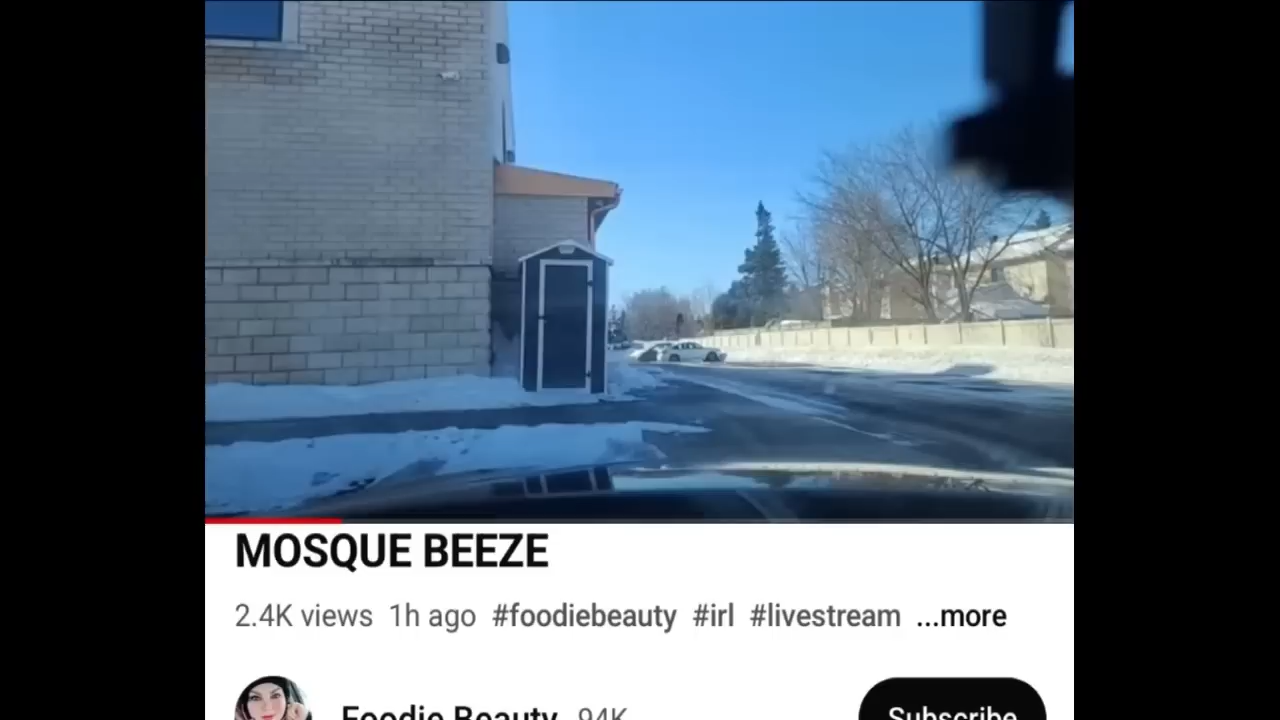 MOSQUE BEEZE
2.4K views 1h ago #foodiebeauty #irl #livestream ...more
Foodie Beauty 94K
Subscribe